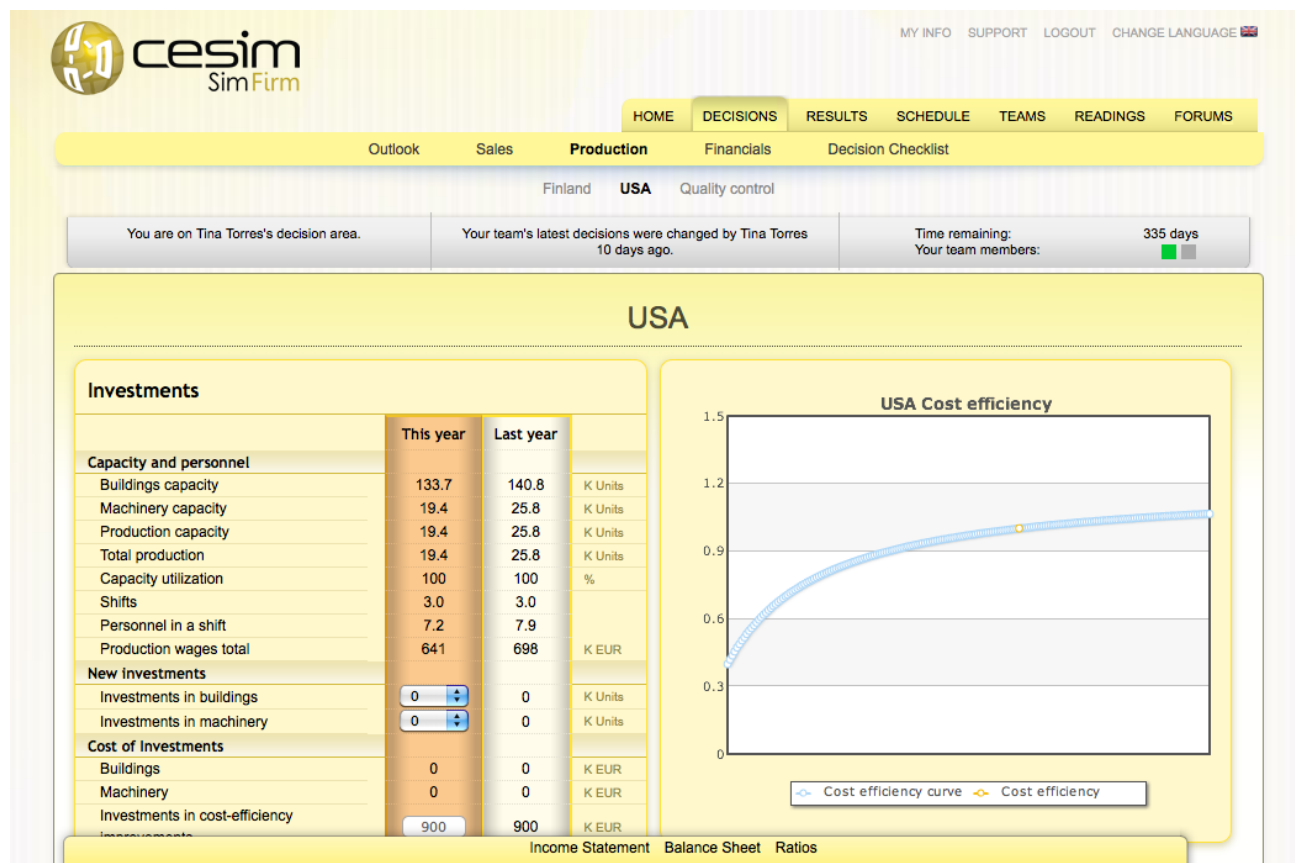 cesim
SimFirm
MY INFO SUPPORT LOGOUT CHANGE LANGUAGE
HOME DECISIONS RESULTS SCHEDULE TEAMS READINGS FORUMS
Outlook Sales Production Financials Decision Checklist
Finland USA Quality control
You are on Tina Torres's decision area.
Your team's latest decisions were changed by Tina Torres
10 days ago.
Time remaining: 335 days
Your team members:
USA
Investments
This year Last year
Capacity and personnel
Buildings capacity 133.7 140.8 K Units
Machinery capacity 19.4 25.8 K Units
Production capacity 19.4 25.8 K Units
Total production 19.4 25.8 K Units
Capacity utilization 100 100 %
Shifts 3.0 3.0
Personnel in a shift 7.2 7.9
Production wages total 641 698 K EUR
New investments
Investments in buildings 0 0 K Units
Investments in machinery 0 0 K Units
Cost of Investments
Buildings 0 0 K EUR
Machinery 0 0 K EUR
Investments in cost-efficiency
improvements 900 900 K EUR
USA Cost efficiency
1.5
1.2
0.9
0.6
0.3
0
Cost efficiency curve Cost efficiency
Income Statement Balance Sheet Ratios